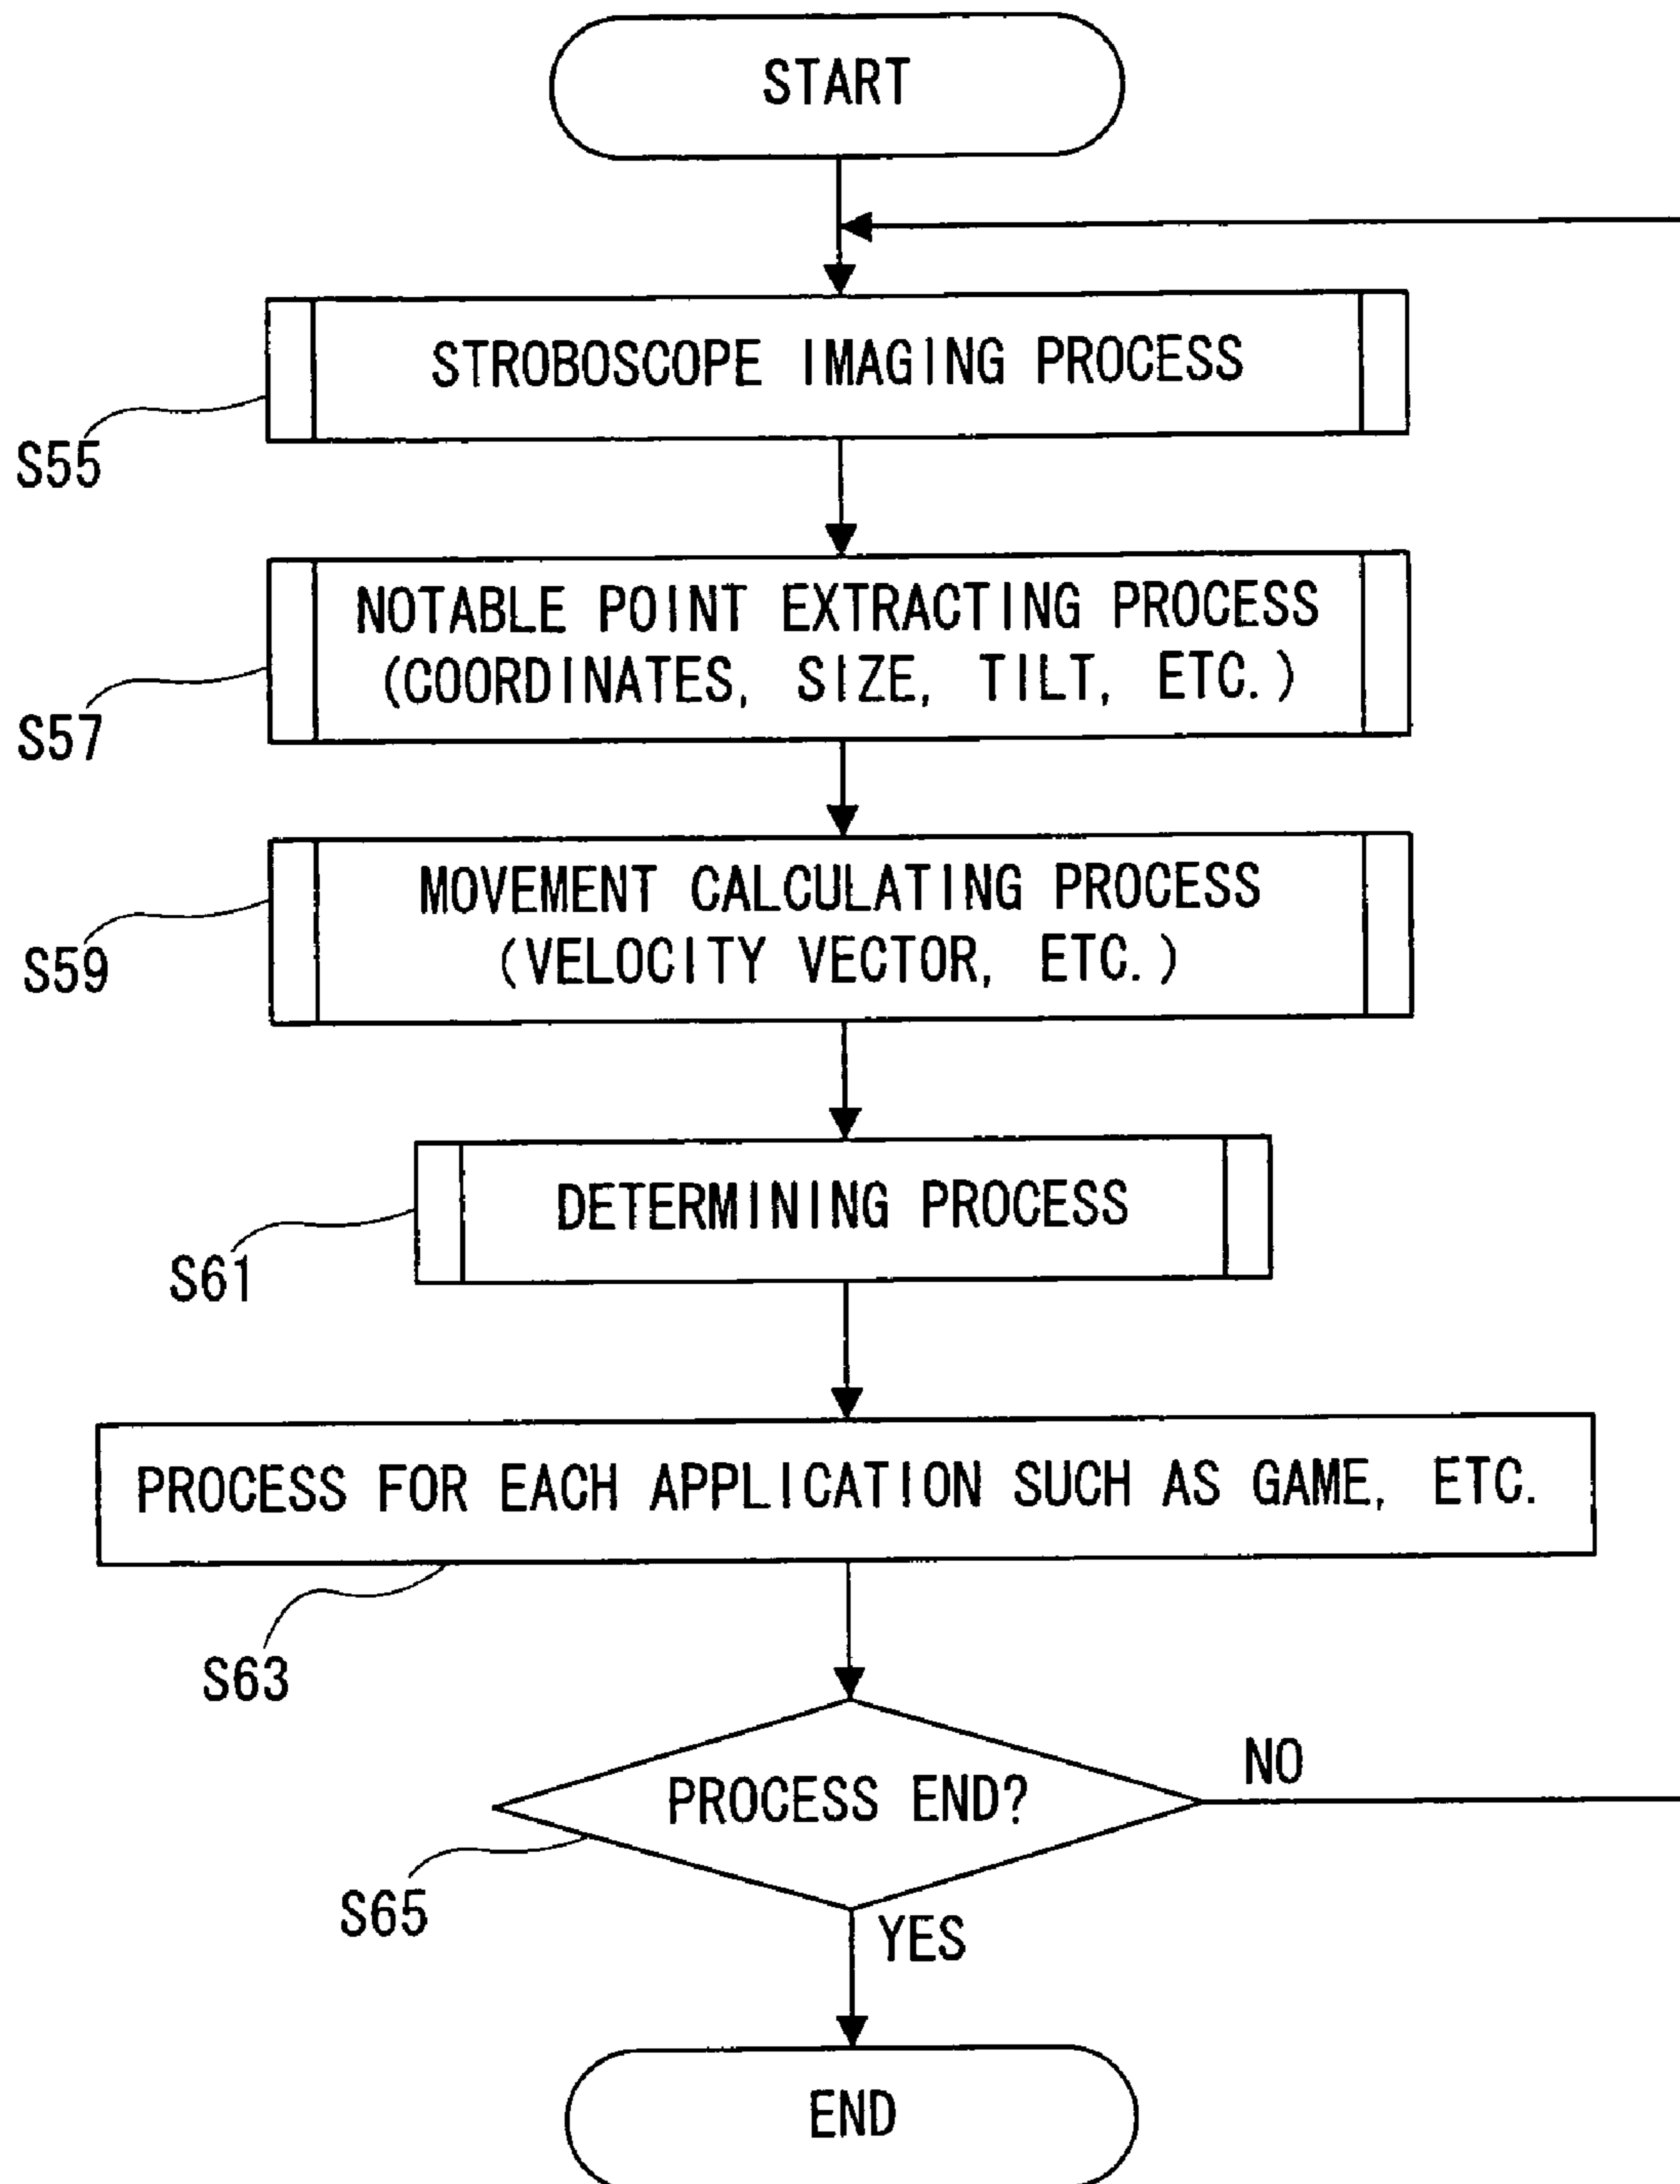 START
STROBOSCOPE IMAGING PROCESS
S55
NOTABLE POINT EXTRACTING PROCESS
(COORDINATES, SIZE, TILT, ETC.)
S57
MOVEMENT CALCULATING PROCESS
(VELOCITY VECTOR, ETC.)
S59
DETERMINING PROCESS
S61
PROCESS FOR EACH APPLICATION SUCH AS GAME, ETC.
S63
PROCESS END?
NO
S65
YES
END